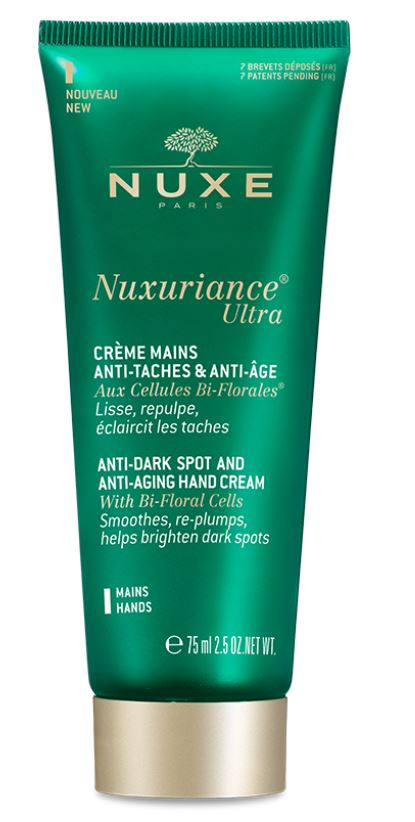 1
NOUVEAU
NEW
7 BREVETS DÉPOSÉS (FR)
7 PATENTS PENDING (FR)
NUXE
PARIS
Nuxuriance®
Ultra
CRÈME MAINS
ANTI-TACHES & ANTI-ÂGE
Aux Cellules Bi-Florales®
Lisse, repulpe,
éclaircit les taches
ANTI-DARK SPOT AND
ANTI-AGING HAND CREAM
With Bi-Floral Cells
Smoothes, re-plumps,
helps brighten dark spots
MAINS
HANDS
℮ 75 ml 2.5 OZ.NET WT.